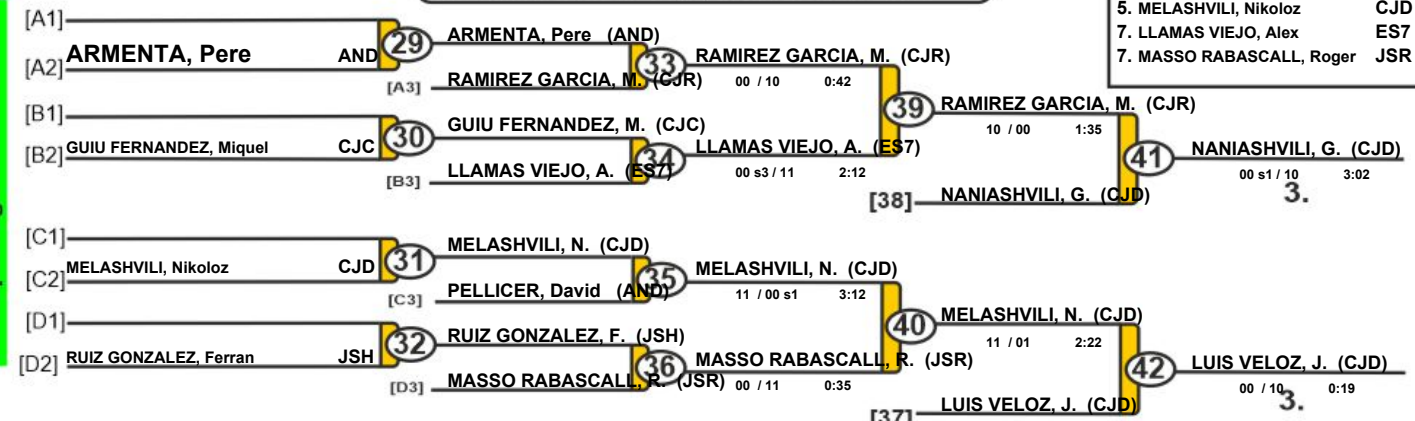 5. MELASHVILI, Nikoloz CJD
7. LLAMAS VIEJO, Alex ES7
7. MASSO RABASCALL, Roger JSR
[A1]
[A2] ARMENTA, Pere AND
29
ARMENTA, Pere (AND)
[A3] RAMIREZ GARCIA, M. (CJR)
33
RAMIREZ GARCIA, M. (CJR)
00 / 10 0:42
[B1]
[B2] GUIU FERNANDEZ, Miquel CJC
30
GUIU FERNANDEZ, M. (CJC)
[B3] LLAMAS VIEJO, A. (ES7)
34
LLAMAS VIEJO, A. (ES7)
00 s3 / 11 2:12
39
RAMIREZ GARCIA, M. (CJR)
10 / 00 1:35
[38] NANIASHVILI, G. (CJD)
41
NANIASHVILI, G. (CJD)
00 s1 / 10 3:02
3.
[C1]
[C2] MELASHVILI, Nikoloz CJD
31
MELASHVILI, N. (CJD)
[C3] PELLICER, David (AND)
35
MELASHVILI, N. (CJD)
11 / 00 s1 3:12
[D1]
[D2] RUIZ GONZALEZ, Ferran JSH
32
RUIZ GONZALEZ, F. (JSH)
[D3] MASSO RABASCALL, R. (JSR)
36
MASSO RABASCALL, R. (JSR)
00 / 11 0:35
40
MELASHVILI, N. (CJD)
11 / 01 2:22
[37] LUIS VELOZ, J. (CJD)
42
LUIS VELOZ, J. (CJD)
00 / 10 0:19
3.